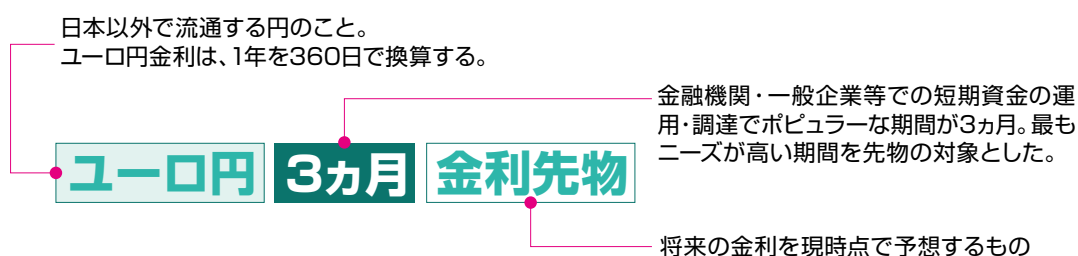 日本以外で流通する円のこと。
ユーロ円金利は、1年を360日で換算する。
金融機関・一般企業等での短期資金の運
用・調達でポピュラーな期間が3ヵ月。最も
ニーズが高い期間を先物の対象とした。
ユーロ円 3ヵ月 金利先物
将来の金利を現時点で予想するもの